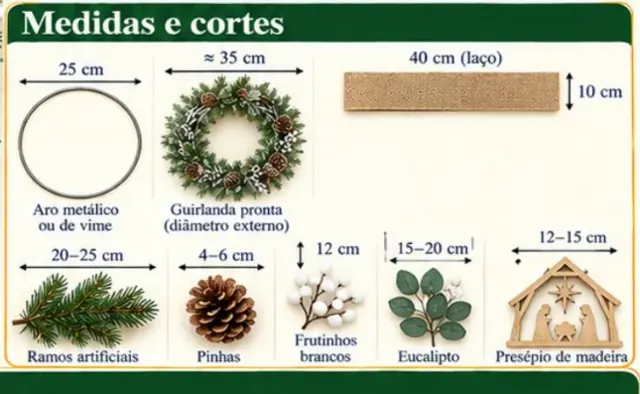 Medidas e cortes
25 cm
≈ 35 cm
40 cm (laço)
10 cm
Aro metálico
ou de vime
Guirlanda pronta
(diâmetro externo)
20–25 cm
4–6 cm
12 cm
15–20 cm
12–15 cm
Ramos artificiais
Pinhas
Frutinhos
brancos
Eucalipto
Presépio de madeira